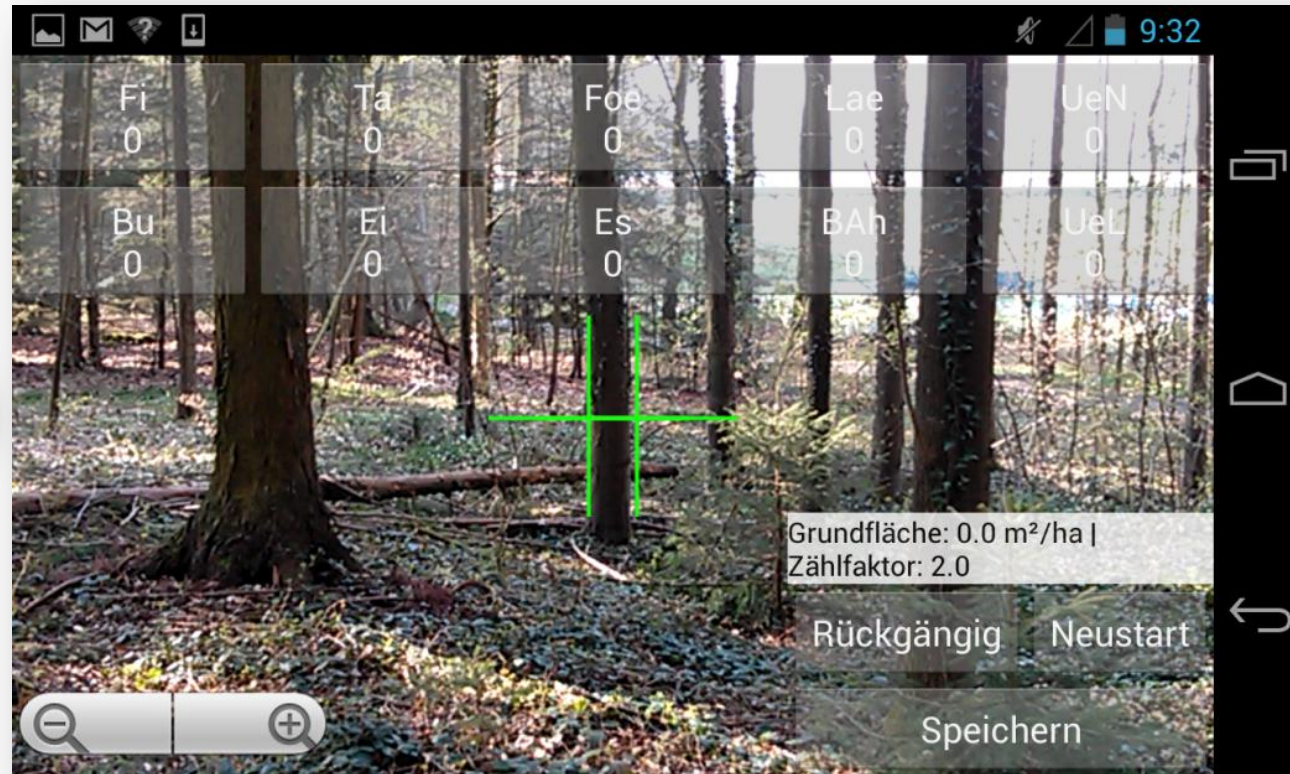 9:32
Fi
0
Ta
0
Foe
0
Lae
0
UeN
0
Bu
0
Ei
0
Es
0
BAh
0
UeL
0
Grundfläche: 0.0 m²/ha |
Zählfaktor: 2.0
Rückgängig
Neustart
Speichern